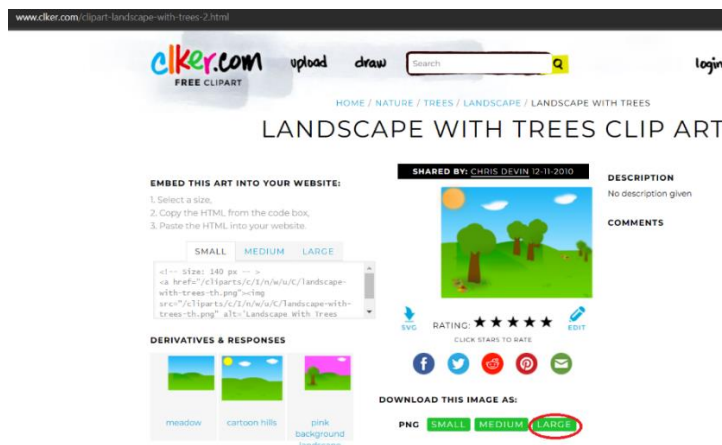 www.clker.com/clipart-landscape-with-trees-2.html
clker.com
FREE CLIPART
upload
draw
Search
login
HOME / NATURE / TREES / LANDSCAPE / LANDSCAPE WITH TREES
LANDSCAPE WITH TREES CLIP ART
EMBED THIS ART INTO YOUR WEBSITE:
1. Select a size,
2. Copy the HTML from the code box,
3. Paste the HTML into your website.
SMALL MEDIUM LARGE
<!-- Size: 140 px -- >
<a href="/cliparts/c/I/n/w/u/C/landscape-
with-trees-th.png"><img
src="/cliparts/c/I/n/w/u/C/landscape-with-
trees-th.png" alt='Landscape With Trees
DERIVATIVES & RESPONSES
meadow
cartoon hills
pink
background
landscape
SHARED BY: CHRIS DEVIN 12-11-2010
SVG
RATING:
EDIT
CLICK STARS TO RATE
DOWNLOAD THIS IMAGE AS:
PNG SMALL MEDIUM LARGE
DESCRIPTION
No description given
COMMENTS